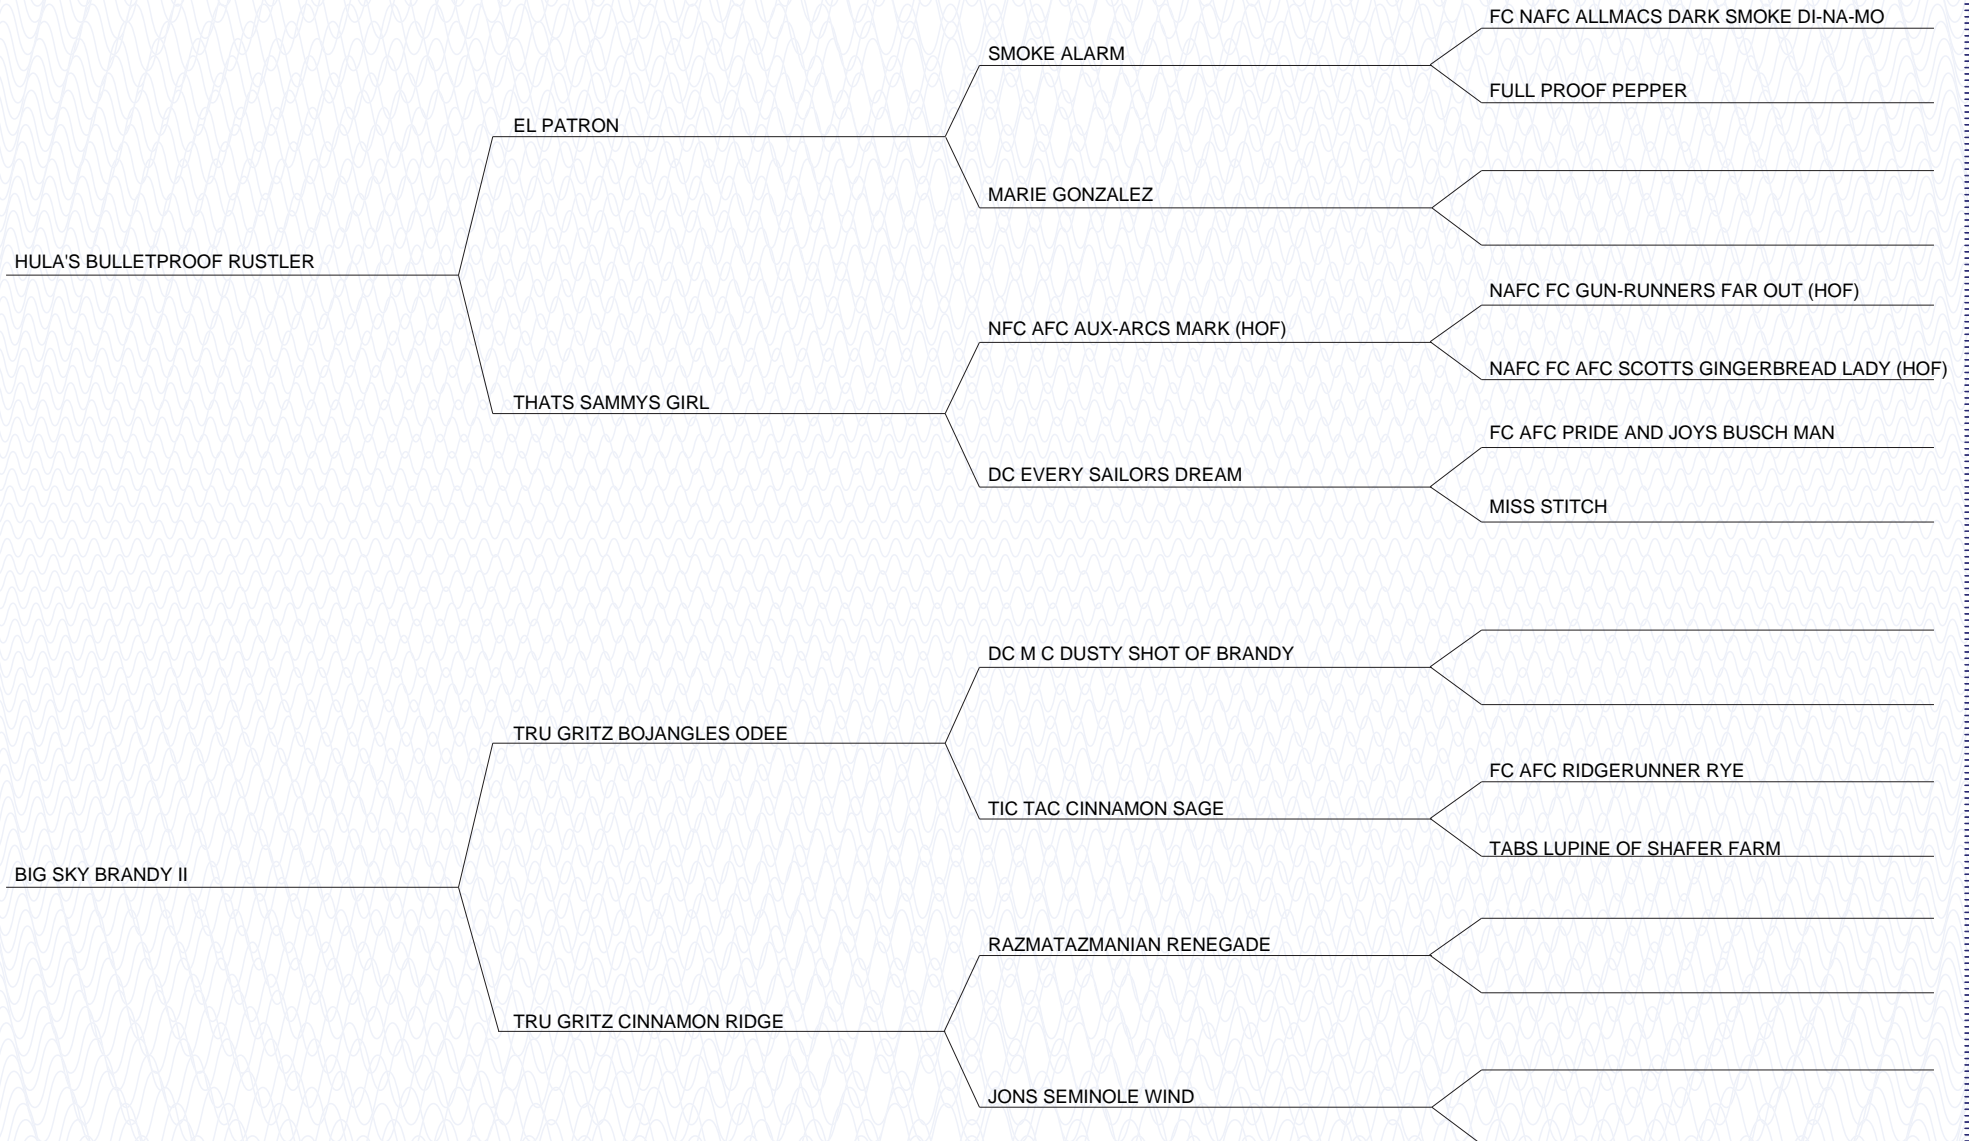 FC NAFC ALLMACS DARK SMOKE DI-NA-MO
SMOKE ALARM
FULL PROOF PEPPER
EL PATRON
MARIE GONZALEZ
HULA'S BULLETPROOF RUSTLER
NAFC FC GUN-RUNNERS FAR OUT (HOF)
NFC AFC AUX-ARCS MARK (HOF)
NAFC FC AFC SCOTTS GINGERBREAD LADY (HOF)
THATS SAMMYS GIRL
FC AFC PRIDE AND JOYS BUSCH MAN
DC EVERY SAILORS DREAM
MISS STITCH
DC M C DUSTY SHOT OF BRANDY
TRU GRITZ BOJANGLES ODEE
FC AFC RIDGERUNNER RYE
TIC TAC CINNAMON SAGE
TABS LUPINE OF SHAFER FARM
BIG SKY BRANDY II
RAZMATAZMANIAN RENEGADE
TRU GRITZ CINNAMON RIDGE
JONS SEMINOLE WIND